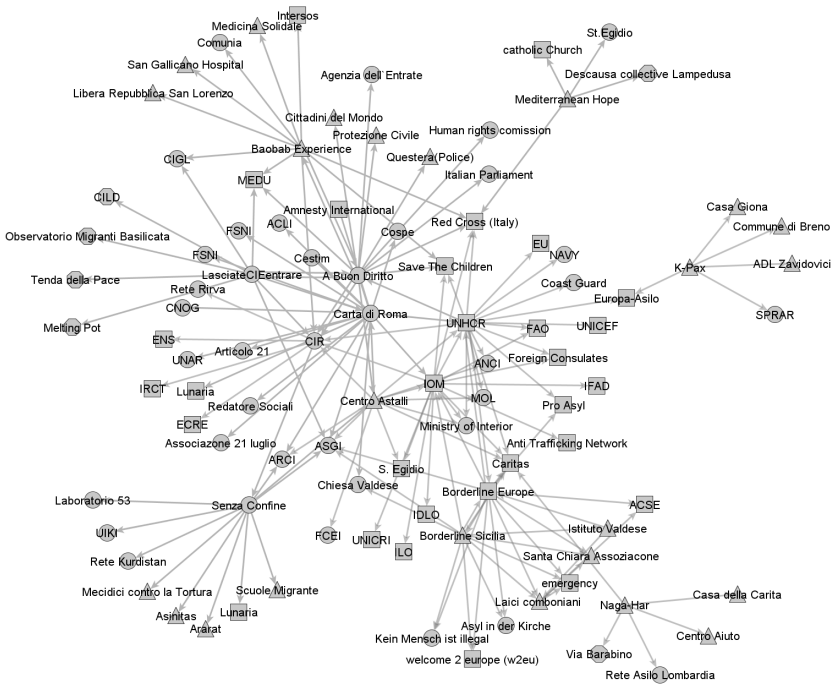 Intersos
Medicina Solidale
Comunia
St.Egidio
catholic Church
San Gallicano Hospital
Agenzia dell`Entrate
Descausa collective Lampedusa
Libera Repubblica San Lorenzo
Mediterranean Hope
Cittadini del Mondo
Protezione Civile
Human rights comission
Baobab Experience
Questera(Police)
CIGL
MEDU
Italian Parliament
CILD
Amnesty International
Casa Giona
FSNI
ACLI
Cospe
Red Cross (Italy)
Commune di Breno
Observatorio Migranti Basilicata
FSNI
Cestim
EU
NAVY
Save The Children
K-Pax
ADL Zavidovici
Tenda della Pace
LasciateCIEentrare
A Buon Diritto
Coast Guard
Rete Rirva
Europa-Asilo
CNOG
Carta di Roma
SPRAR
Melting Pot
UNHCR
FAO
UNICEF
ENS
CIR
Articolo 21
UNAR
ANCI
Foreign Consulates
IRCT
Lunaria
IOM
IFAD
Redatore Sociali
Centro Astalli
MOL
Pro Asyl
ECRE
Ministry of Interior
Associazone 21 luglio
ASGI
Anti Trafficking Network
ARCI
S. Egidio
Caritas
Chiesa Valdese
Borderline Europe
Laboratorio 53
Senza Confine
ACSE
IDLO
UIKI
FCEI
UNICRI
ILO
Borderline Sicilia
Istituto Valdese
Rete Kurdistan
Santa Chiara Assoziacone
Mecidici contro la Tortura
Scuole Migrante
emergency
Laici comboniani
Asinitas
Lunaria
Naga-Har
Casa della Carita
Ararat
Kein Mensch ist illegal
Asyl in der Kirche
Centro Aiuto
welcome 2 europe (w2eu)
Via Barabino
Rete Asilo Lombardia